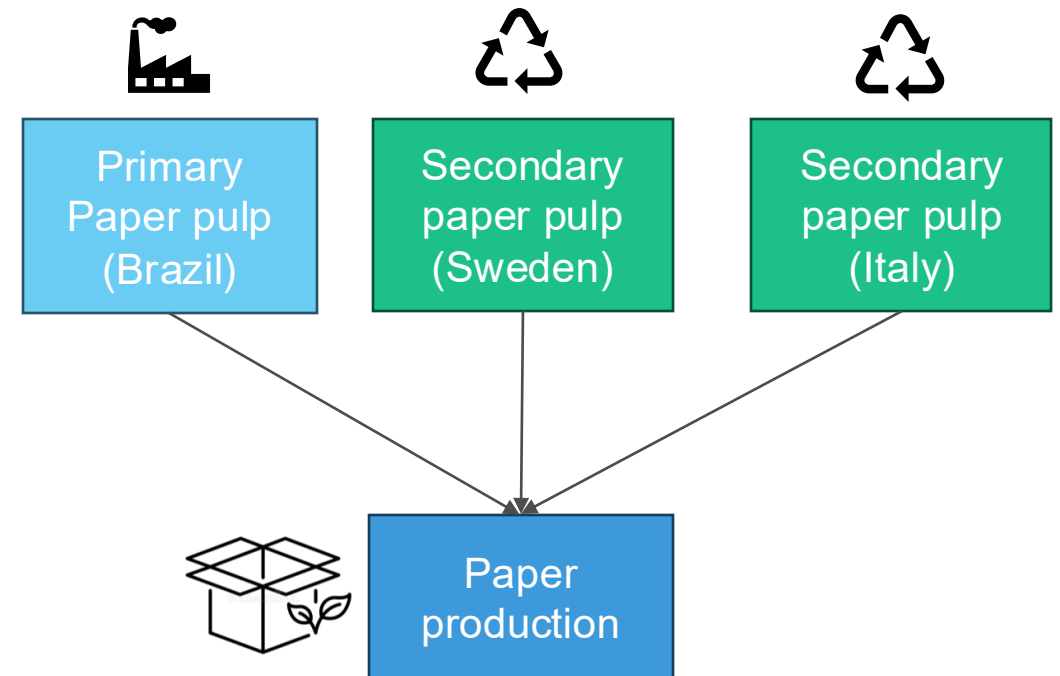 Primary
Paper pulp
(Brazil)
Secondary
paper pulp
(Sweden)
Secondary
paper pulp
(Italy)
Paper
production